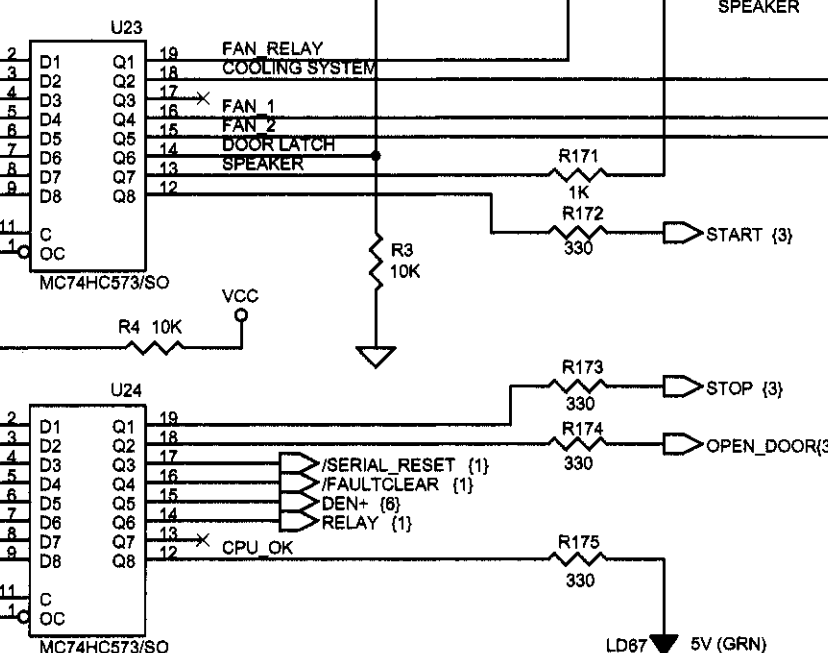 SPEAKER
U23
2 D1 Q1 19 FAN_RELAY
3 D2 Q2 18 COOLING SYSTEM
4 D3 Q3 17
5 D4 Q4 16 FAN_1
6 D5 Q5 15 FAN_2
7 D6 Q6 14 DOOR LATCH
8 D7 Q7 13 SPEAKER R171
1K
9 D8 Q8 12
R172
330
START {3}
11 C
1 OC
R3
10K
MC74HC573/SO
VCC
R4 10K
U24
R173
330
STOP {3}
2 D1 Q1 19
3 D2 Q2 18 R174
330
OPEN_DOOR{3
4 D3 Q3 17 /SERIAL_RESET {1}
5 D4 Q4 16 /FAULTCLEAR {1}
6 D5 Q5 15 DEN+ {6}
7 D6 Q6 14 RELAY {1}
8 D7 Q7 13
9 D8 Q8 12 CPU_OK R175
330
11 C
1 OC
MC74HC573/SO
LD67 5V (GRN)